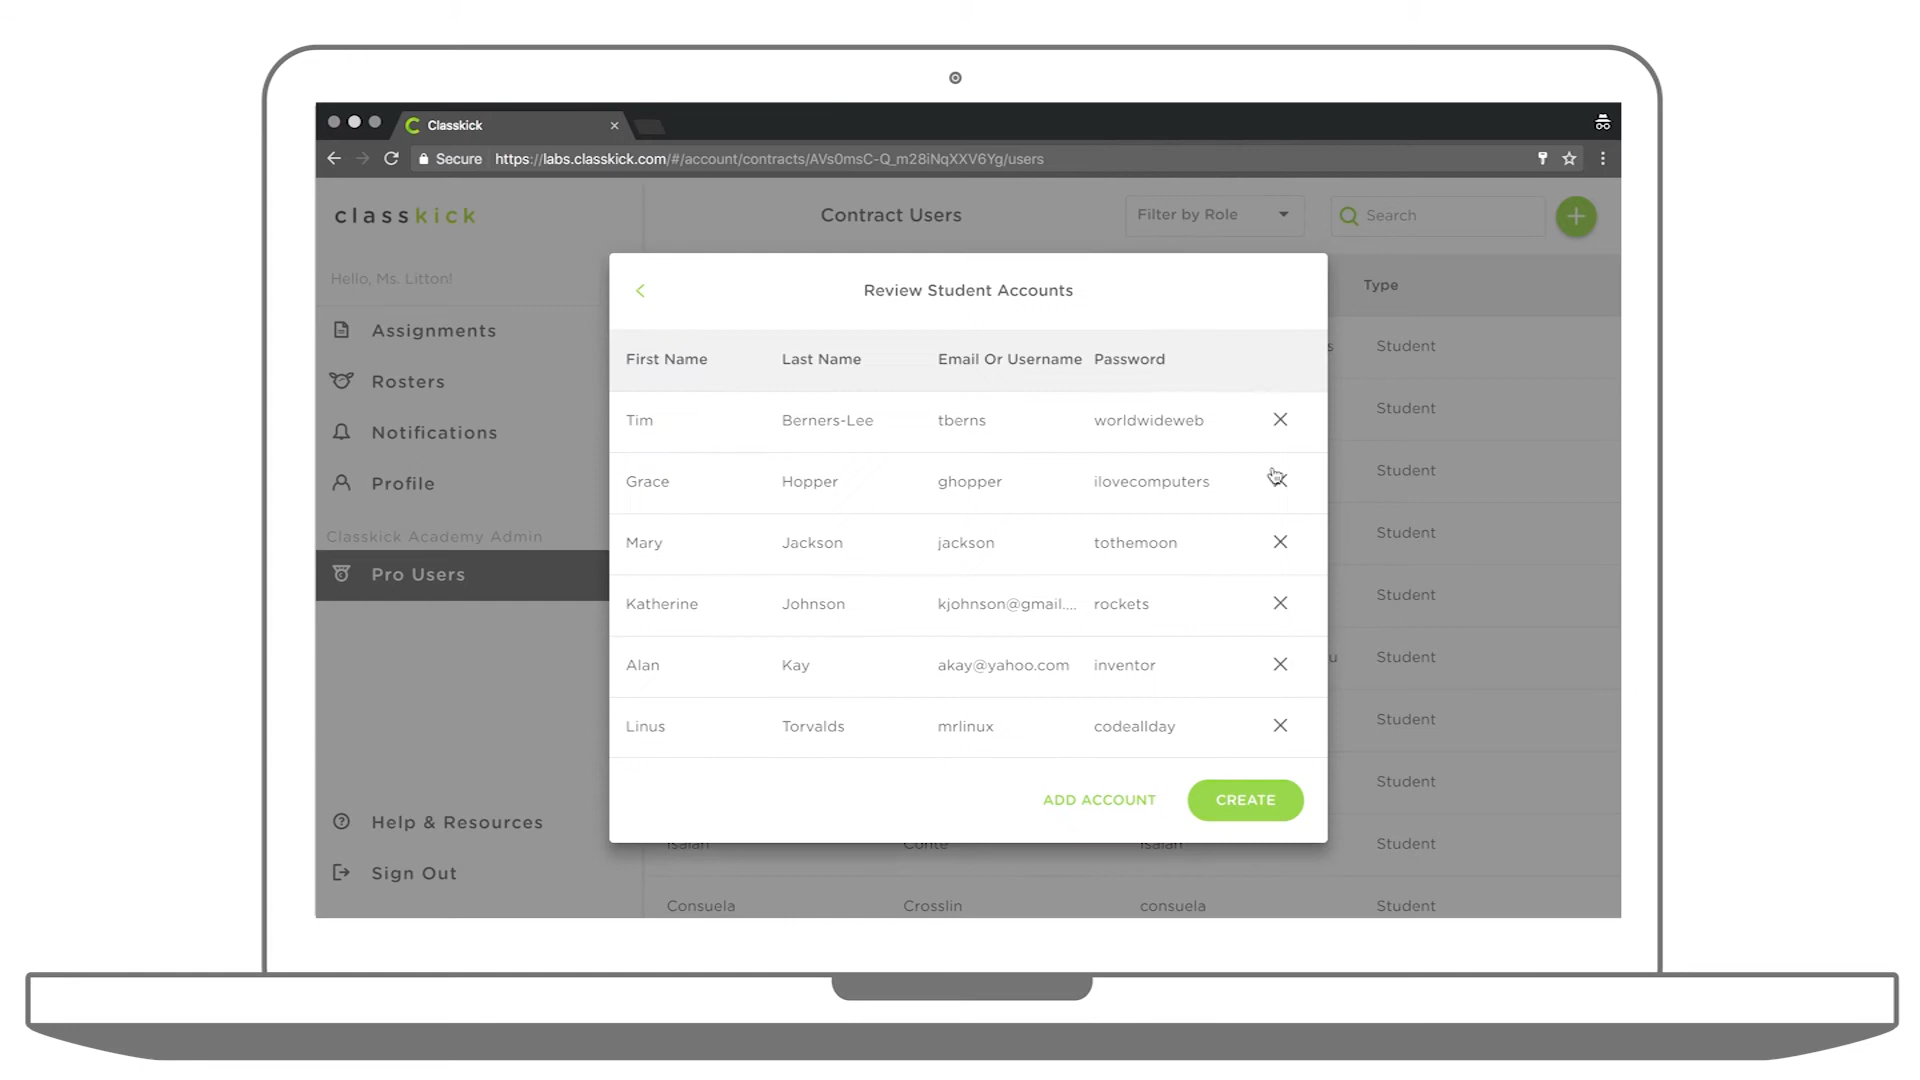 Classkick
Secure https://labs.classkick.com/#/account/contracts/AVs0msC-Q_m28iNqXXV6Yg/users
classkick
Contract Users
Filter by Role
Search
Hello, Ms. Litton!
Assignments
Rosters
Notifications
Profile
Classkick Academy Admin
Pro Users
Help & Resources
Sign Out
Review Student Accounts
First Name Last Name Email Or Username Password
Tim Berners-Lee tberns worldwideweb
Grace Hopper ghopper ilovecomputers
Mary Jackson jackson tothemoon
Katherine Johnson kjohnson@gmail.... rockets
Alan Kay akay@yahoo.com inventor
Linus Torvalds mrlinux codeallday
ADD ACCOUNT CREATE
Type
s Student
Student
Student
Student
Student
u Student
Student
Student
Isaiah Conte isaiah Student
Consuela Crosslin consuela Student